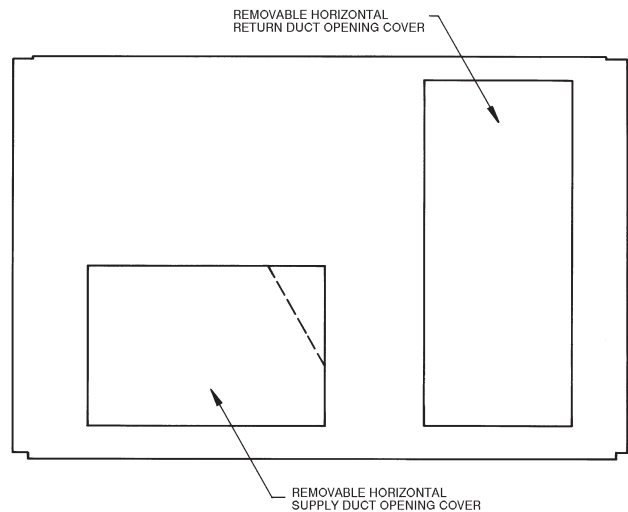 REMOVABLE HORIZONTAL
RETURN DUCT OPENING COVER
REMOVABLE HORIZONTAL
SUPPLY DUCT OPENING COVER